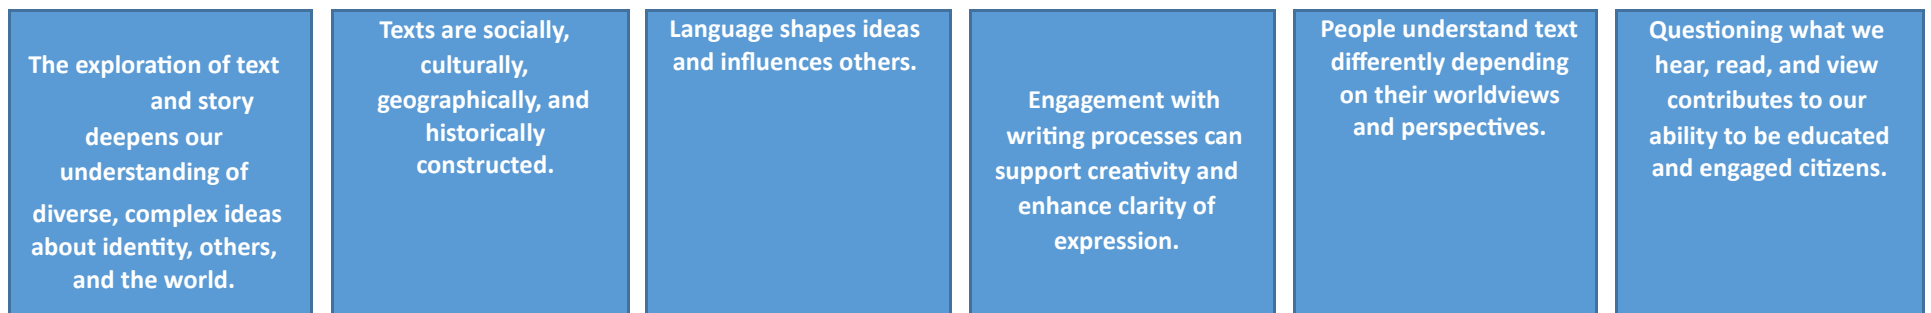 The exploration of text
and story
deepens our
understanding of
diverse, complex ideas
about identity, others,
and the world.
Texts are socially,
culturally,
geographically, and
historically
constructed.
Language shapes ideas
and influences others.
Engagement with
writing processes can
support creativity and
enhance clarity of
expression.
People understand text
differently depending
on their worldviews
and perspectives.
Questioning what we
hear, read, and view
contributes to our
ability to be educated
and engaged citizens.